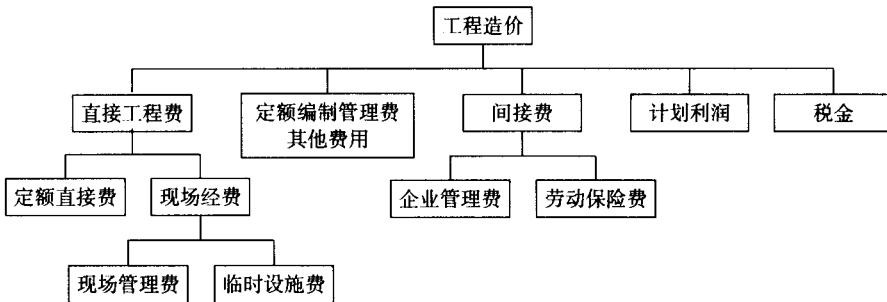 工程造价
直接工程费
定额编制管理费
其他费用
间接费
计划利润
税金
定额直接费
现场经费
企业管理费
劳动保险费
现场管理费
临时设施费